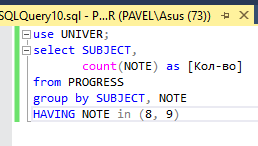 SQLQuery10.sql - P...R (PAVEL\Asus (73))*
use UNIVER;
select SUBJECT,
count(NOTE) as [Кол-во]
from PROGRESS
group by SUBJECT, NOTE
HAVING NOTE in (8, 9)